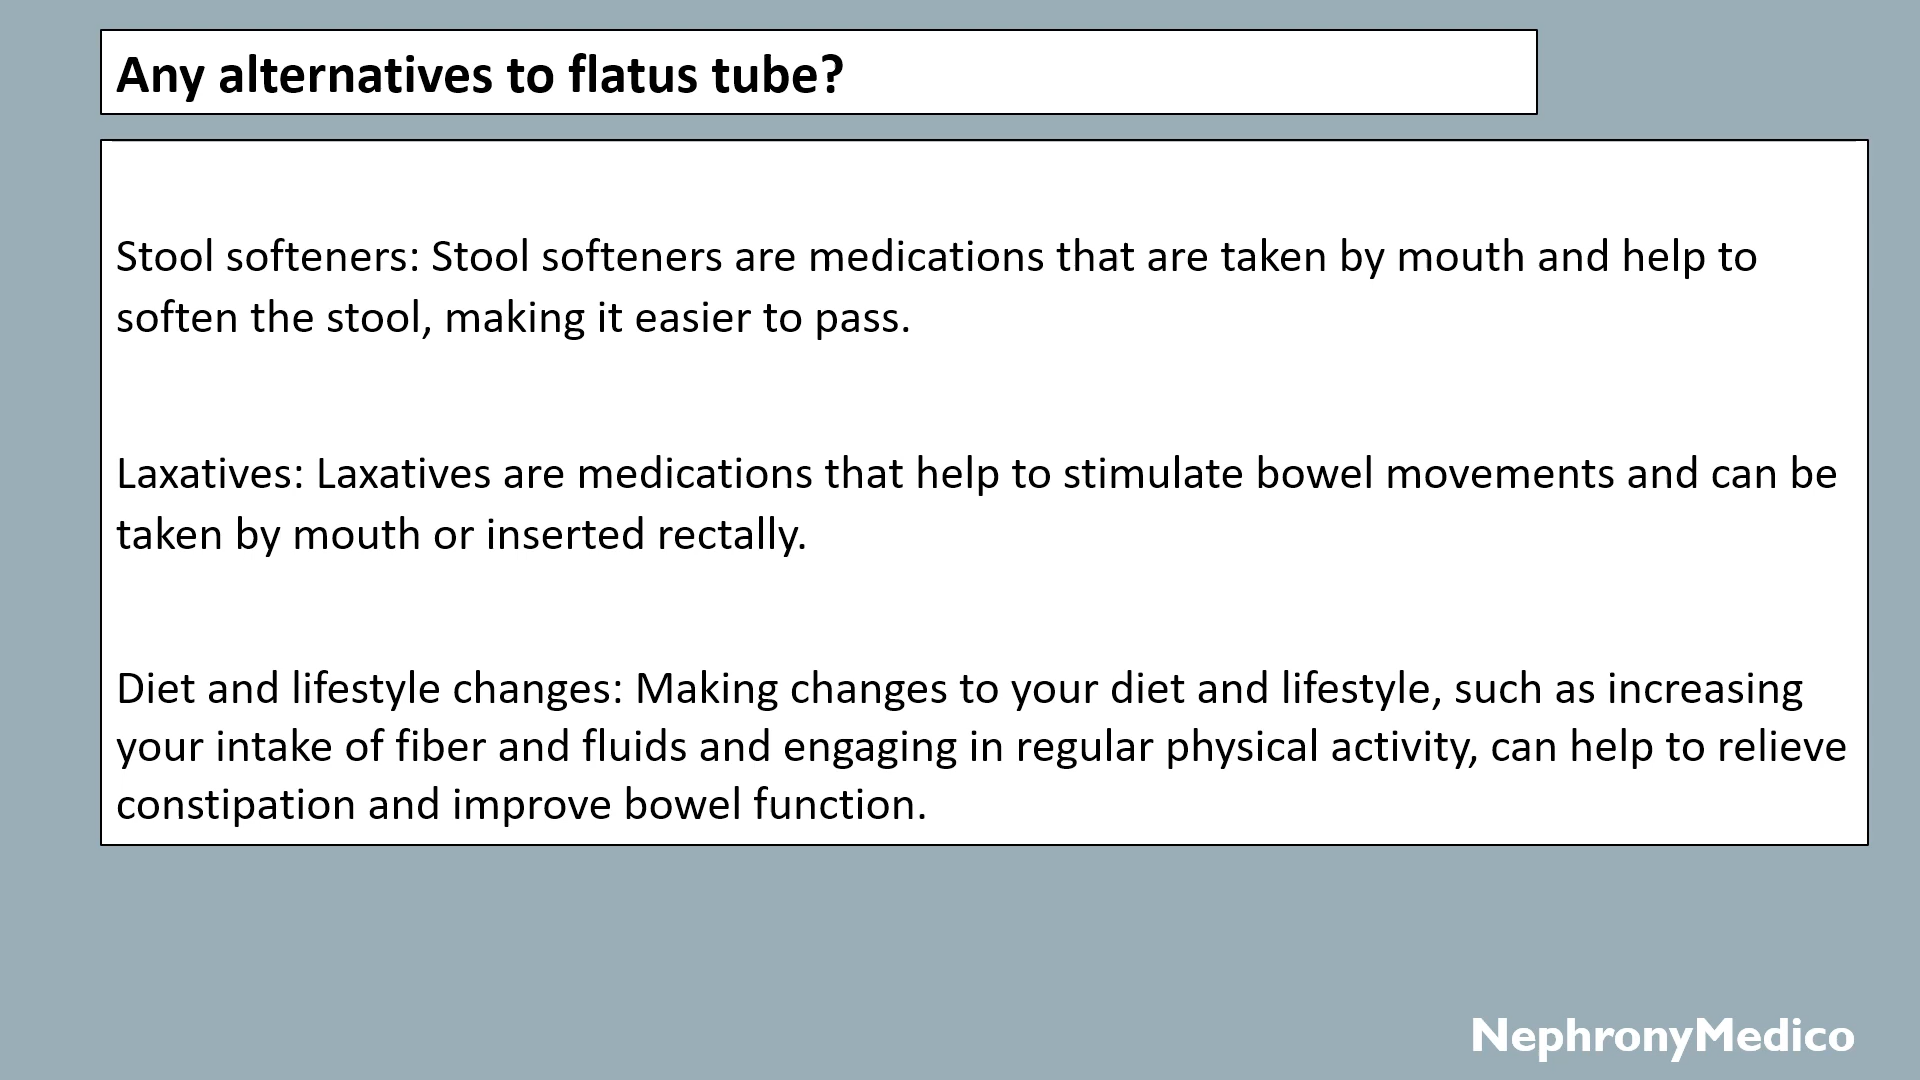 Any alternatives to flatus tube?
Stool softeners: Stool softeners are medications that are taken by mouth and help to
soften the stool, making it easier to pass.
Laxatives: Laxatives are medications that help to stimulate bowel movements and can be
taken by mouth or inserted rectally.
Diet and lifestyle changes: Making changes to your diet and lifestyle, such as increasing
your intake of fiber and fluids and engaging in regular physical activity, can help to relieve
constipation and improve bowel function.
NephronyMedico